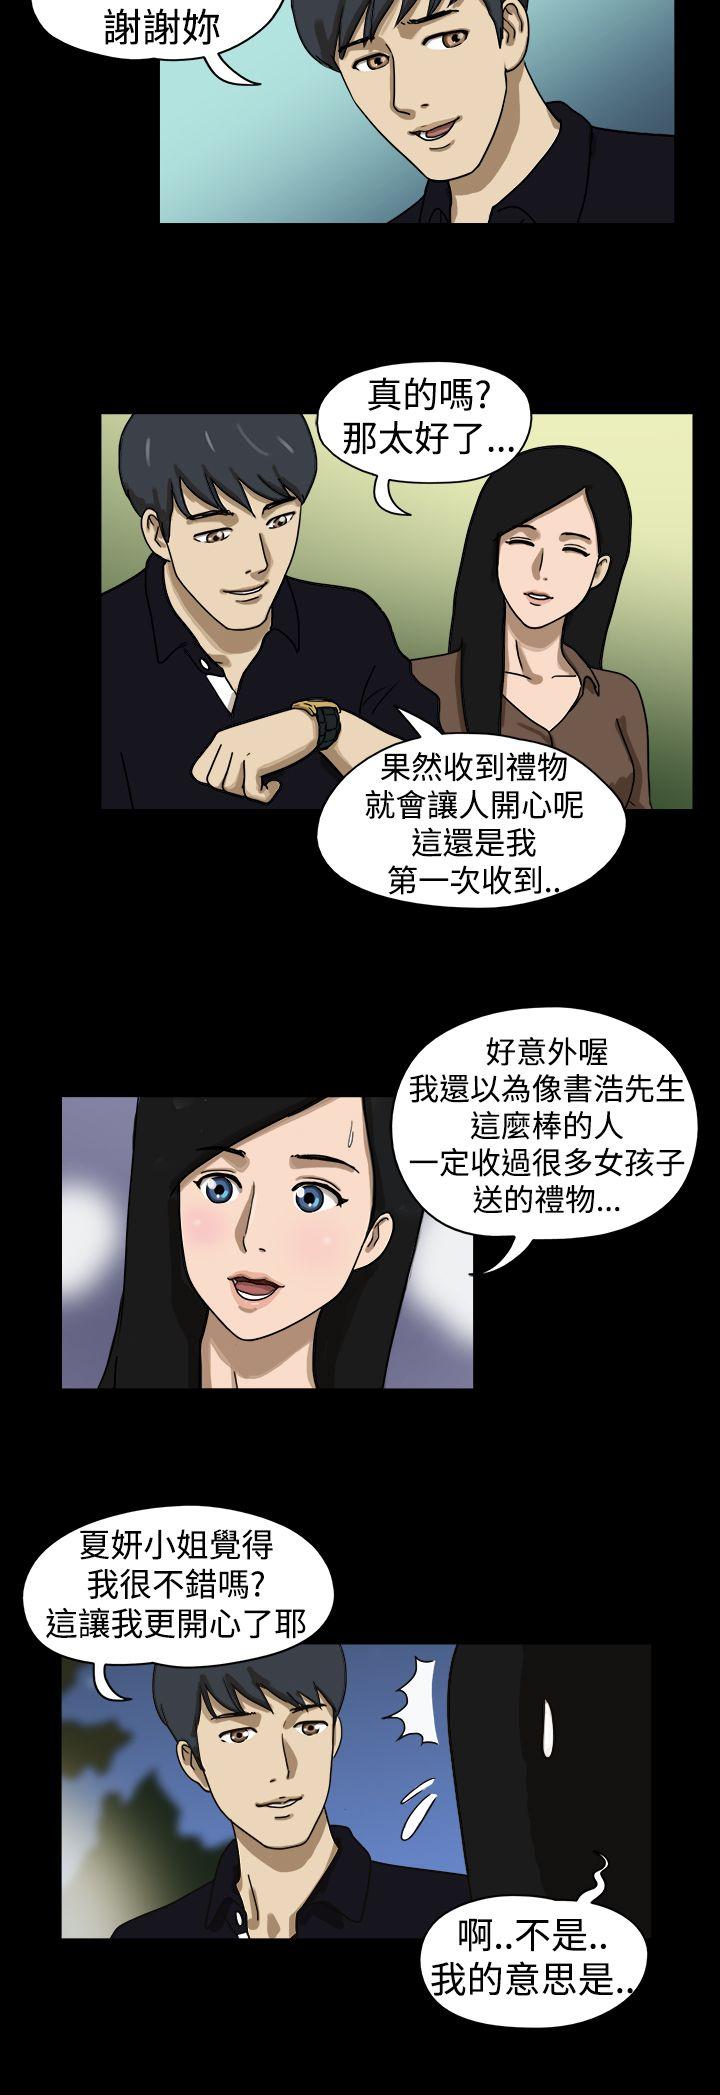 謝謝妳
真的嗎?
那太好了...
果然收到禮物
就會讓人開心呢
這還是我
第一次收到..
好意外喔
我還以為像書浩先生
這麼棒的人
一定收過很多女孩子
送的禮物...
夏妍小姐覺得
我很不錯嗎?
這讓我更開心了耶
啊..不是..
我的意思是..